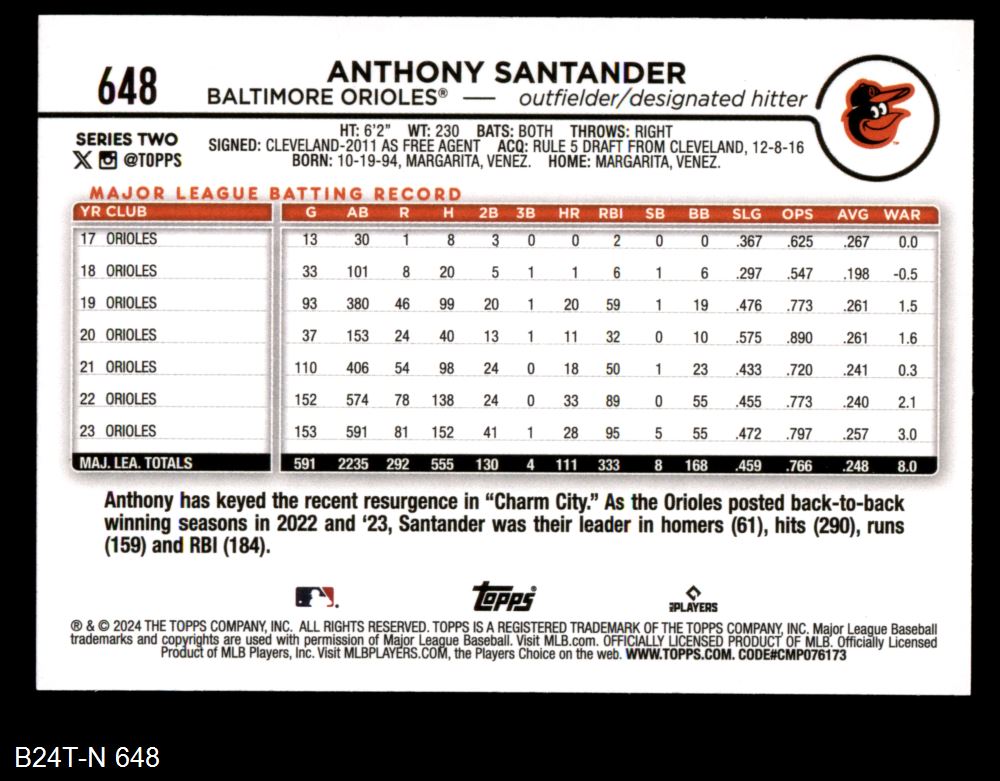 648
ANTHONY SANTANDER
BALTIMORE ORIOLES® — outfielder/designated hitter
SERIES TWO
@TOPPS
HT: 6'2" WT: 230 BATS: BOTH THROWS: RIGHT
SIGNED: CLEVELAND-2011 AS FREE AGENT ACQ: RULE 5 DRAFT FROM CLEVELAND, 12-8-16
BORN: 10-19-94, MARGARITA, VENEZ. HOME: MARGARITA, VENEZ.
MAJOR LEAGUE BATTING RECORD
YR CLUB G AB R H 2B 3B HR RBI SB BB SLG OPS AVG WAR
17 ORIOLES 13 30 1 8 3 0 0 2 0 0 .367 .625 .267 0.0
18 ORIOLES 33 101 8 20 5 1 1 6 1 6 .297 .547 .198 -0.5
19 ORIOLES 93 380 46 99 20 1 20 59 1 19 .476 .773 .261 1.5
20 ORIOLES 37 153 24 40 13 1 11 32 0 10 .575 .890 .261 1.6
21 ORIOLES 110 406 54 98 24 0 18 50 1 23 .433 .720 .241 0.3
22 ORIOLES 152 574 78 138 24 0 33 89 0 55 .455 .773 .240 2.1
23 ORIOLES 153 591 81 152 41 1 28 95 5 55 .472 .797 .257 3.0
MAJ. LEA. TOTALS 591 2235 292 555 130 4 111 333 8 168 .459 .766 .248 8.0
Anthony has keyed the recent resurgence in “Charm City.” As the Orioles posted back-to-back
winning seasons in 2022 and ‘23, Santander was their leader in homers (61), hits (290), runs
(159) and RBI (184).
Topps®
PLAYERS
® & © 2024 THE TOPPS COMPANY, INC. ALL RIGHTS RESERVED. TOPPS IS A REGISTERED TRADEMARK OF THE TOPPS COMPANY, INC. Major League Baseball
trademarks and copyrights are used with permission of Major League Baseball. Visit MLB.com. OFFICIALLY LICENSED PRODUCT OF MLB. Officially Licensed
Product of MLB Players, Inc. Visit MLBPLAYERS.COM, the Players Choice on the web. WWW.TOPPS.COM. CODE#CMP076173
B24T-N 648